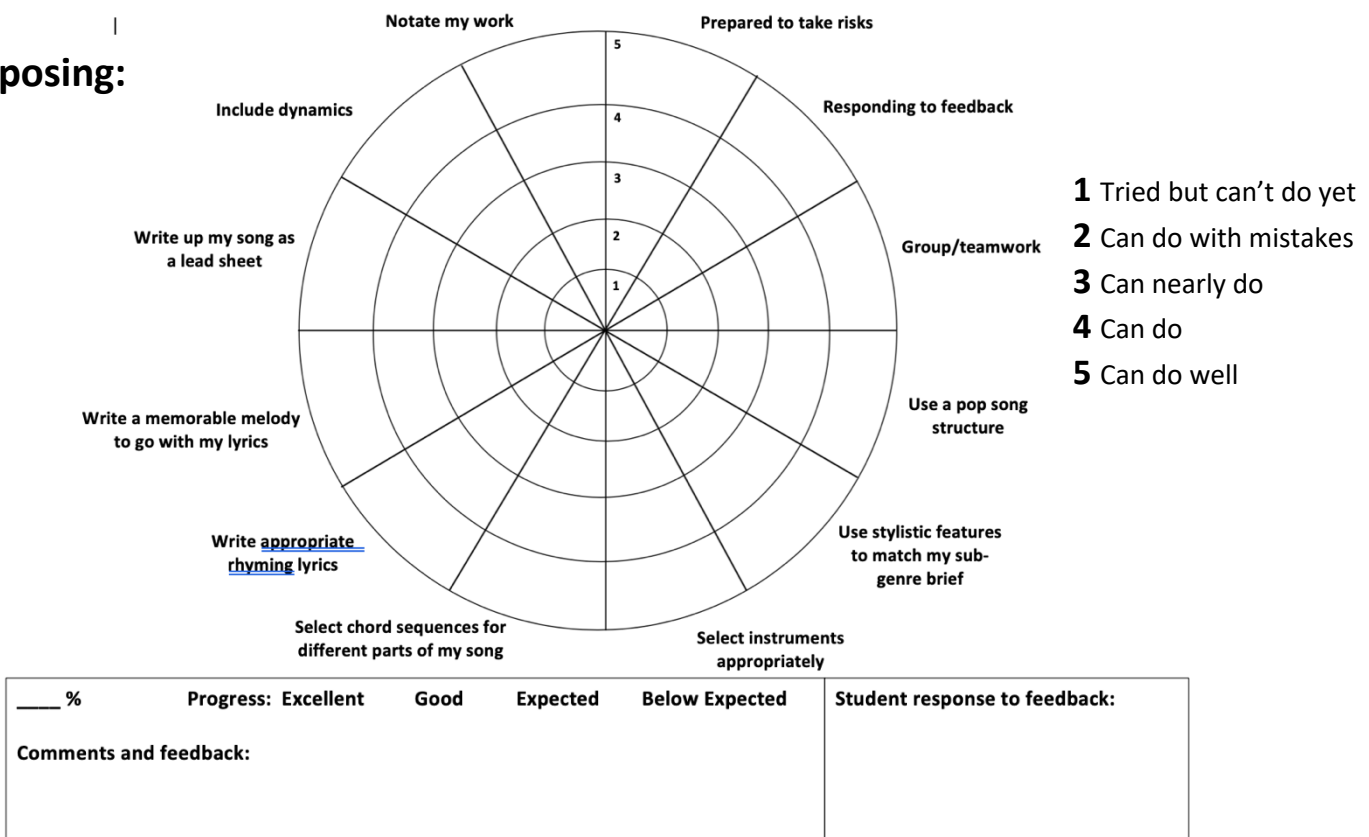 posing:
Notate my work
Prepared to take risks
Include dynamics
Responding to feedback
Write up my song as
a lead sheet
Group/teamwork
Write a memorable melody
to go with my lyrics
Use a pop song
structure
Write appropriate
rhyming lyrics
Use stylistic features
to match my sub-
genre brief
Select chord sequences for
different parts of my song
Select instruments
appropriately
5
4
3
2
1
1 Tried but can’t do yet
2 Can do with mistakes
3 Can nearly do
4 Can do
5 Can do well
____ % Progress: Excellent Good Expected Below Expected
Comments and feedback:
Student response to feedback: